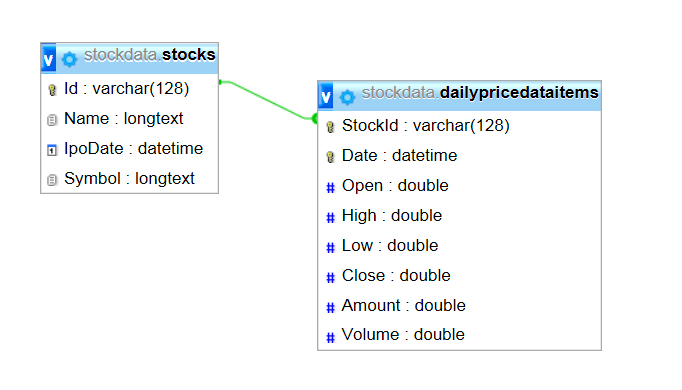 stockdata.stocks
Id : varchar(128)
Name : longtext
IpoDate : datetime
Symbol : longtext
stockdata.dailypricedataitems
StockId : varchar(128)
Date : datetime
# Open : double
# High : double
# Low : double
# Close : double
# Amount : double
# Volume : double